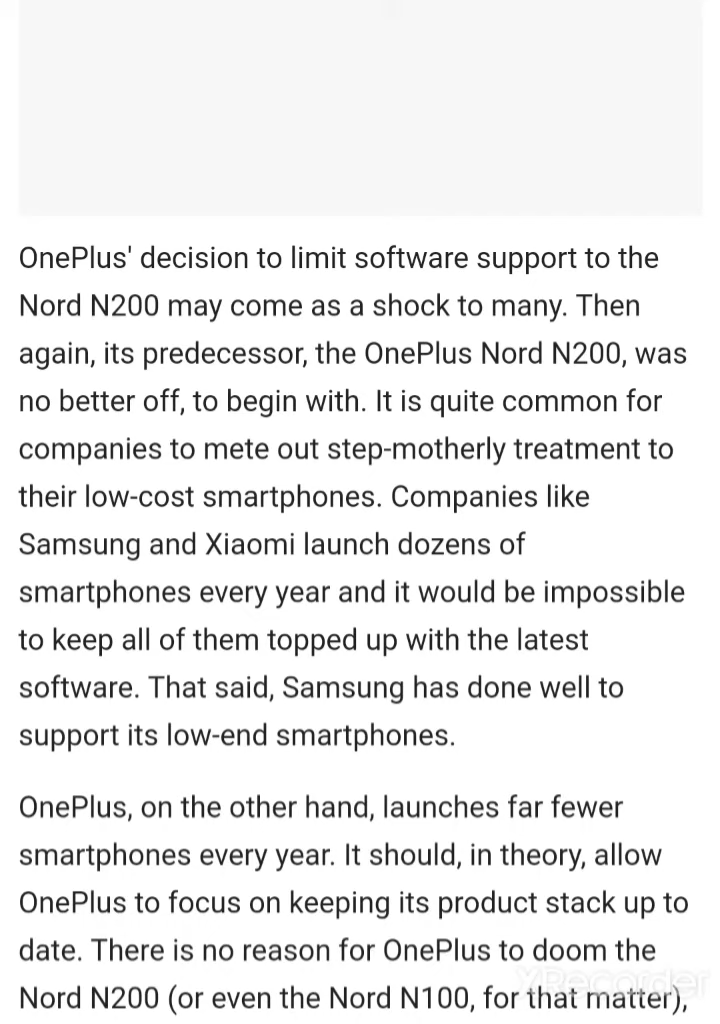 OnePlus' decision to limit software support to the
Nord N200 may come as a shock to many. Then
again, its predecessor, the OnePlus Nord N200, was
no better off, to begin with. It is quite common for
companies to mete out step-motherly treatment to
their low-cost smartphones. Companies like
Samsung and Xiaomi launch dozens of
smartphones every year and it would be impossible
to keep all of them topped up with the latest
software. That said, Samsung has done well to
support its low-end smartphones.
OnePlus, on the other hand, launches far fewer
smartphones every year. It should, in theory, allow
OnePlus to focus on keeping its product stack up to
date. There is no reason for OnePlus to doom the
Nord N200 (or even the Nord N100, for that matter),
XRecorder